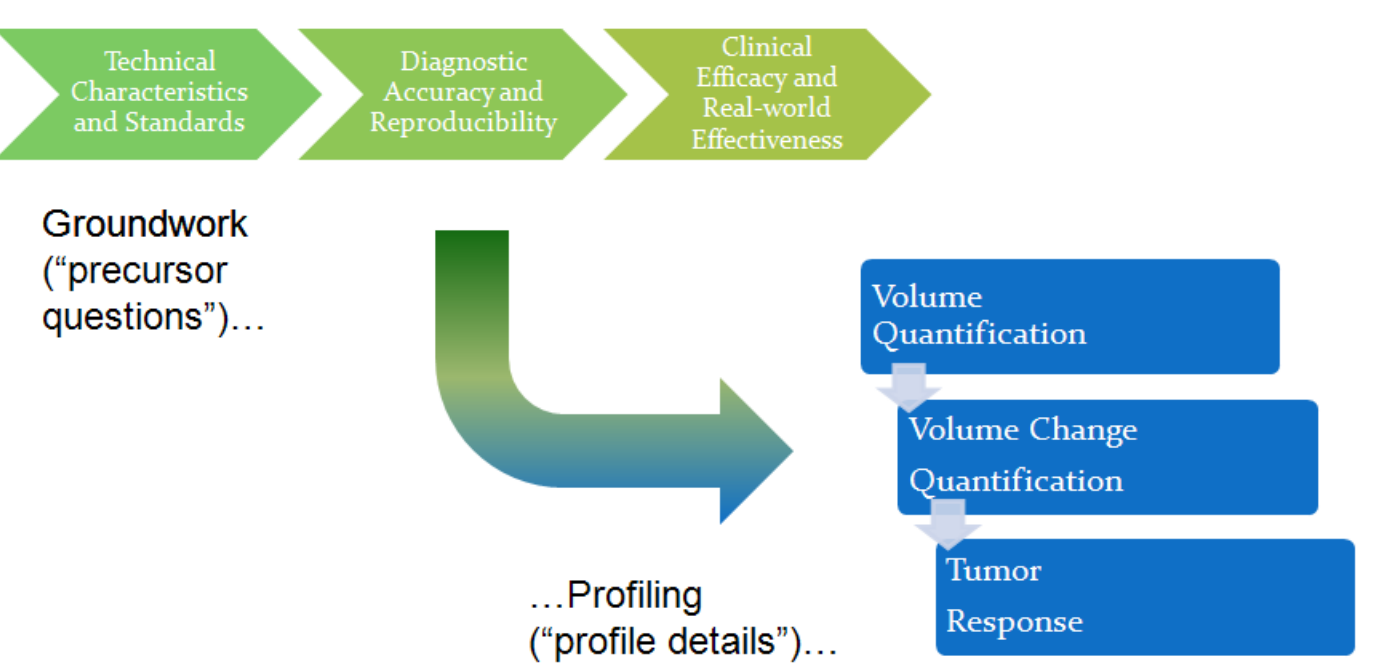 Technical
Characteristics
and Standards
Diagnostic
Accuracy and
Reproducibility
Clinical
Efficacy and
Real-world
Effectiveness
Groundwork
(“precursor
questions”)…
Volume
Quantification
Volume Change
Quantification
Tumor
Response
…Profiling
(“profile details”)…